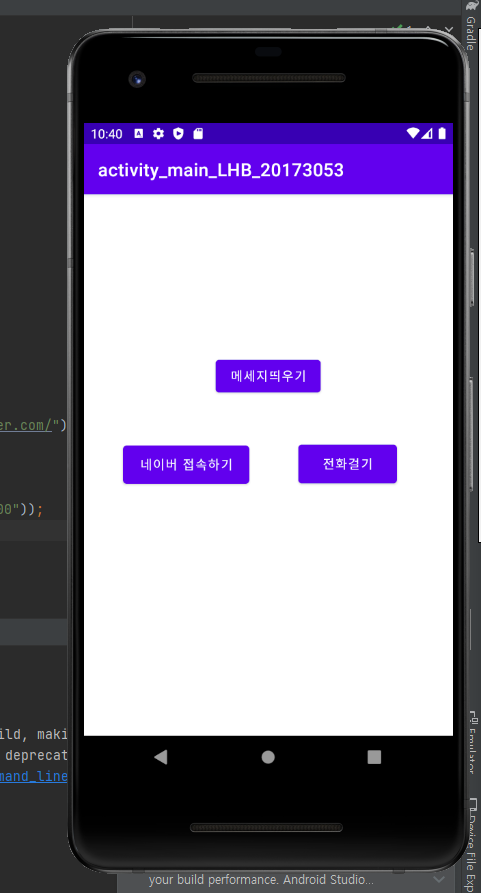 Gradle
10:40
activity_main_LHB_20173053
메세지띄우기
er.com/")
네이버 접속하기
전화걸기
00"));
ild, maki
deprecat
mand_line
Emulator
Device File Exp
your build performance. Android Studio...